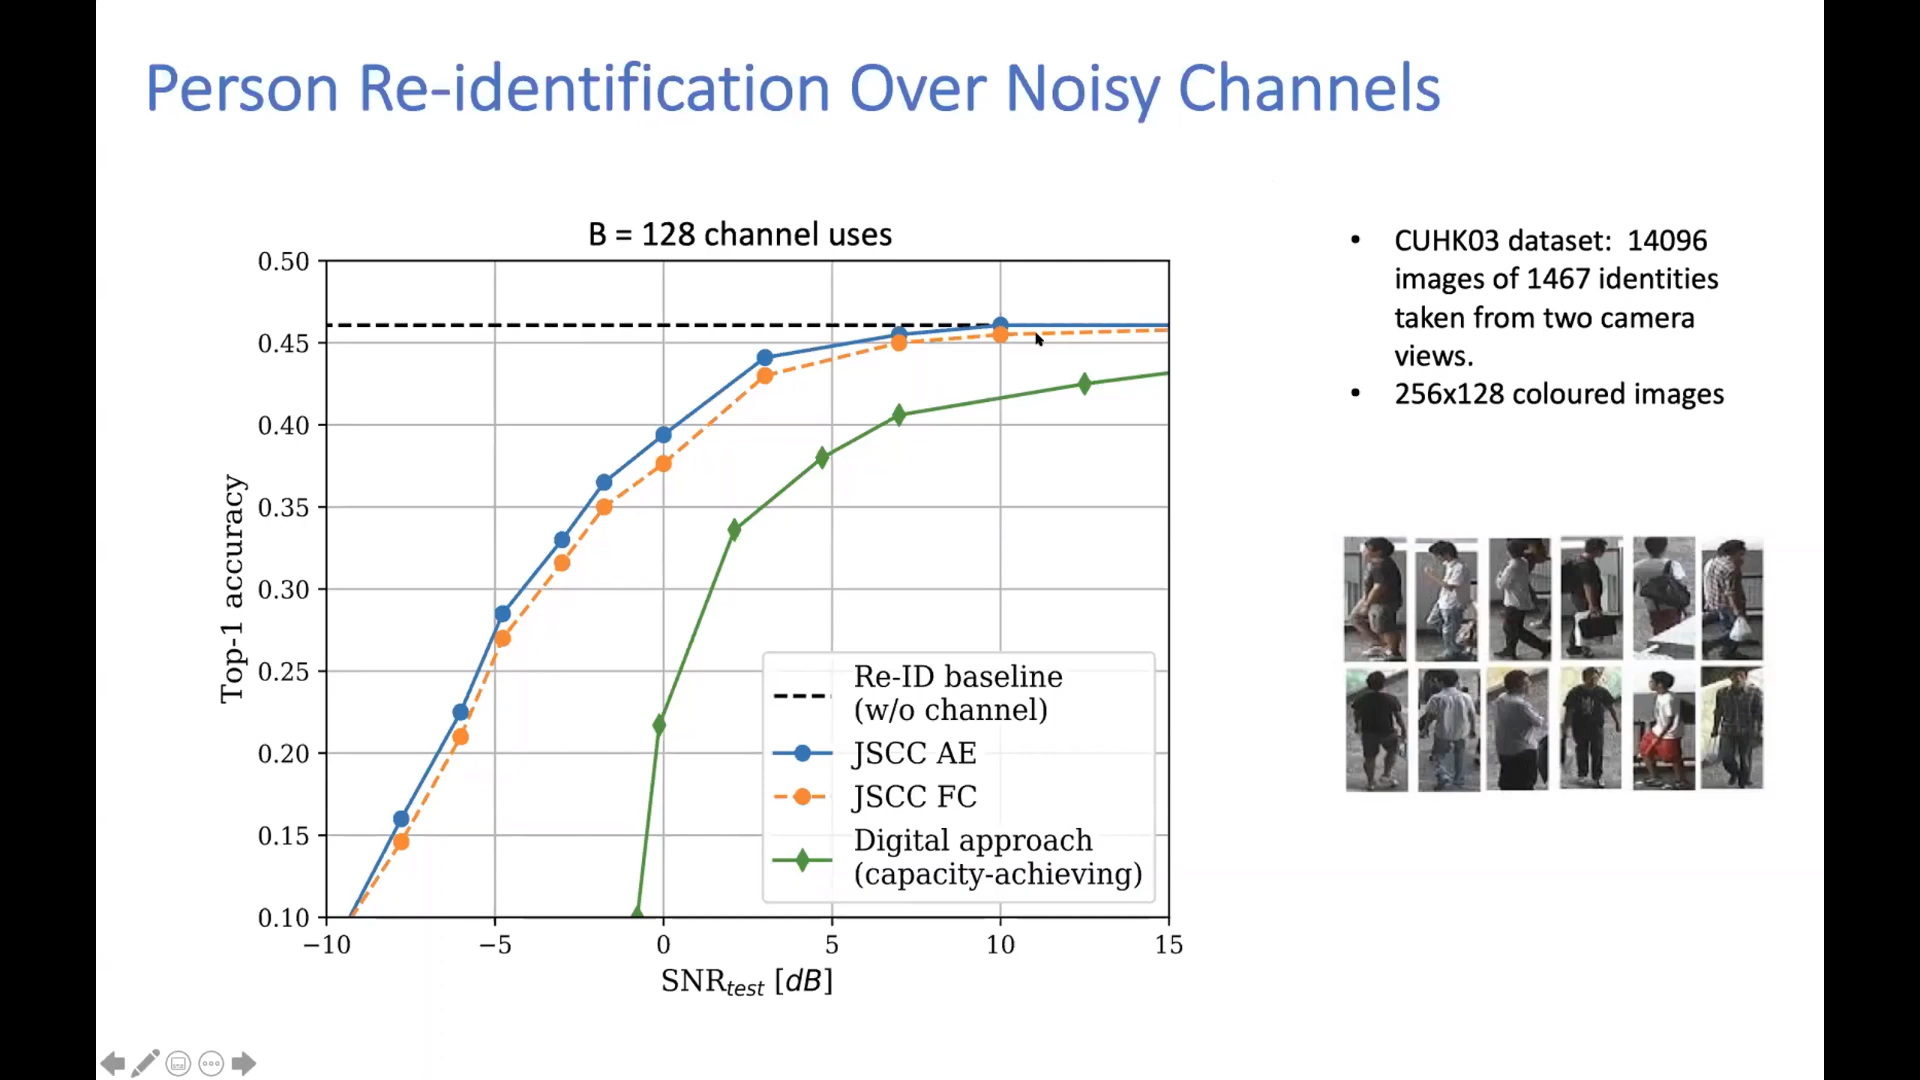 Person Re-identification Over Noisy Channels
B = 128 channel uses
0.50
0.45
0.40
0.35
0.30
0.25
0.20
0.15
0.10
Top-1 accuracy
−10
−5
0
5
10
15
SNRtest [dB]
Re-ID baseline
(w/o channel)
JSCC AE
JSCC FC
Digital approach
(capacity-achieving)
• CUHK03 dataset: 14096
images of 1467 identities
taken from two camera
views.
• 256x128 coloured images